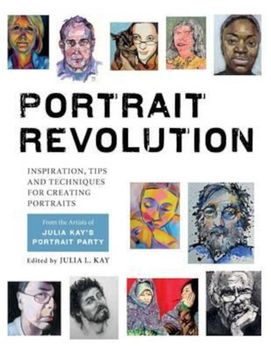 PORTRAIT
REVOLUTION
INSPIRATION, TIPS
AND TECHNIQUES
FOR CREATING
PORTRAITS
From the Artists of
JULIA KAY'S
PORTRAIT PARTY
Edited by JULIA L. KAY